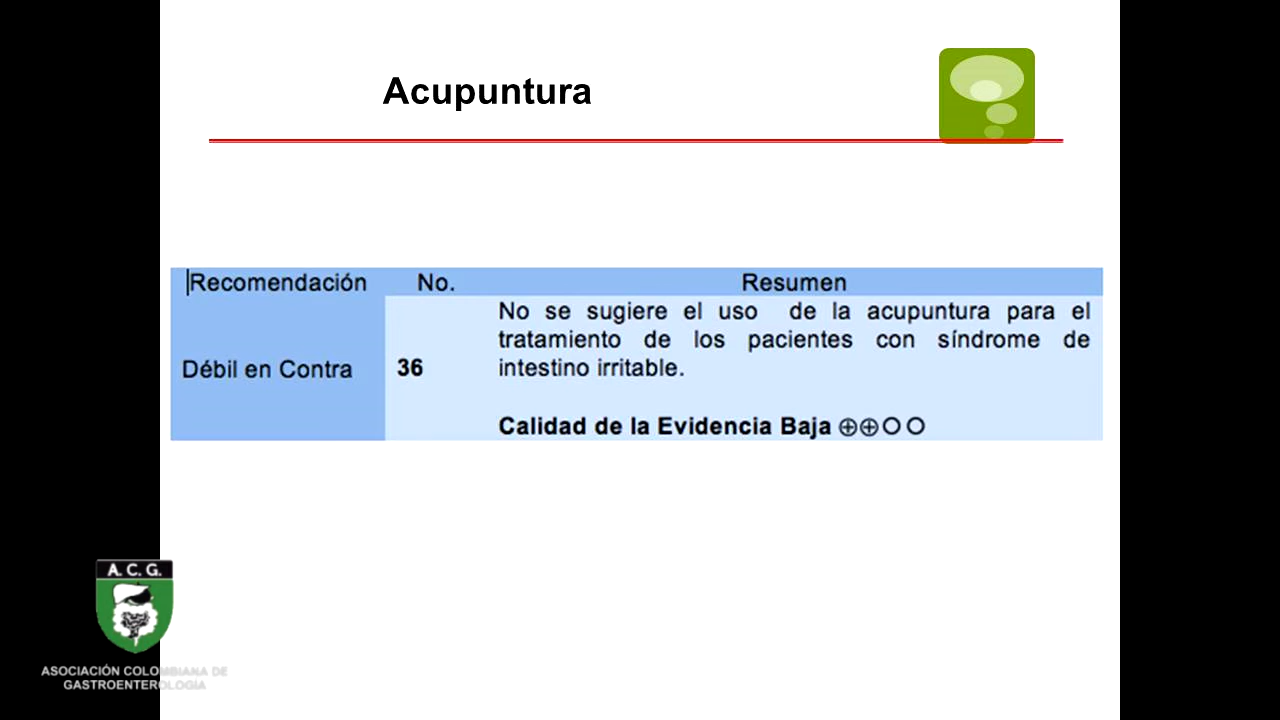 Acupuntura
Recomendación No. Resumen
No se sugiere el uso de la acupuntura para el
tratamiento de los pacientes con síndrome de
intestino irritable.
Débil en Contra 36
Calidad de la Evidencia Baja ⊕⊕○○
A. C. G.
ASOCIACIÓN COLOMBIANA DE
GASTROENTEROLOGÍA